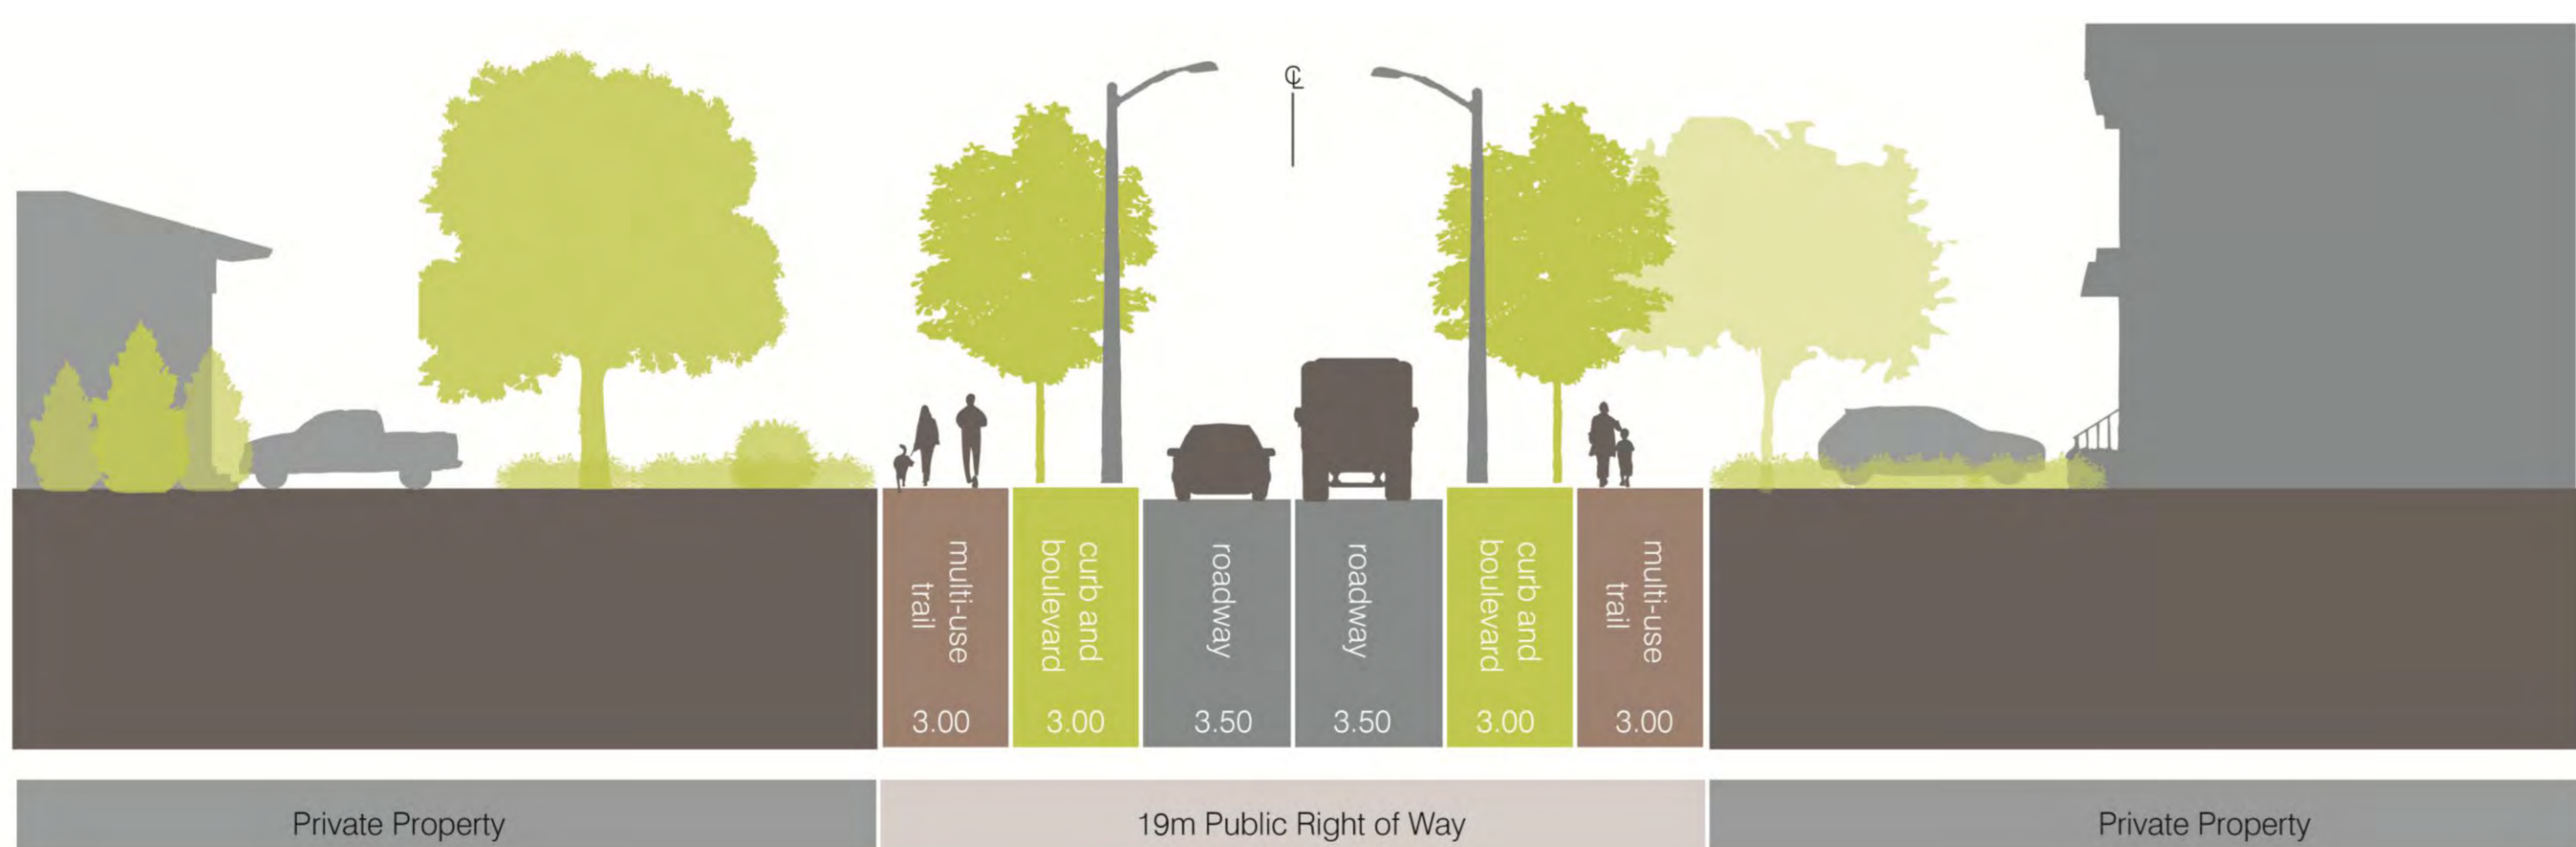 ℄
multi-use
trail
3.00
curb and
boulevard
3.00
roadway
3.50
roadway
3.50
curb and
boulevard
3.00
multi-use
trail
3.00
Private Property
19m Public Right of Way
Private Property